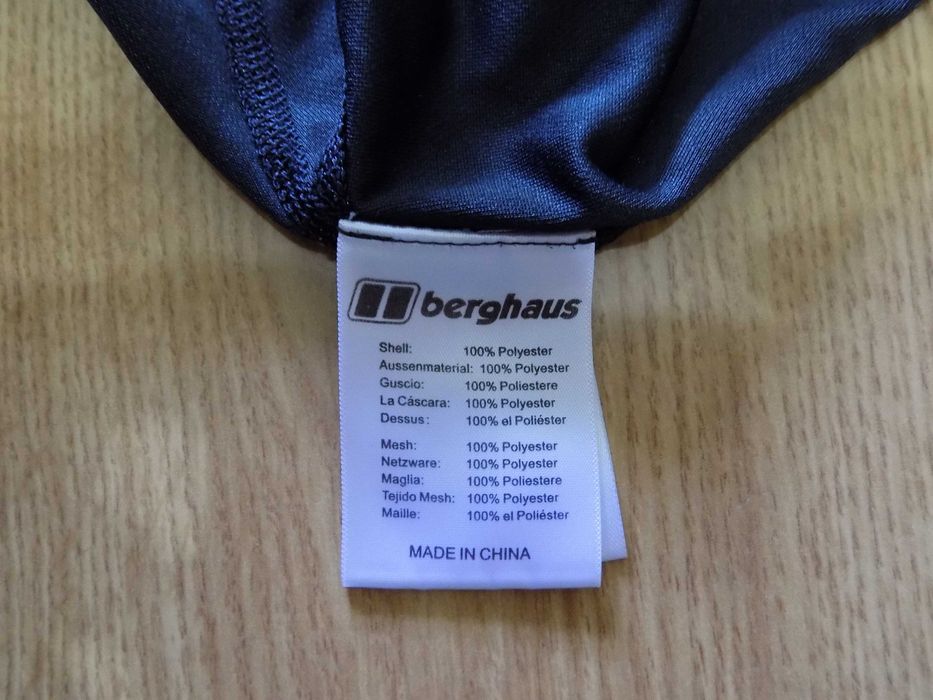 berghaus
Shell: 100% Polyester
Aussenmaterial: 100% Polyester
Guscio: 100% Poliestere
La Cáscara: 100% Polyester
Dessus: 100% el Poliéster
Mesh: 100% Polyester
Netzware: 100% Polyester
Maglia: 100% Poliestere
Tejido Mesh: 100% Polyester
Maille: 100% el Poliéster
MADE IN CHINA